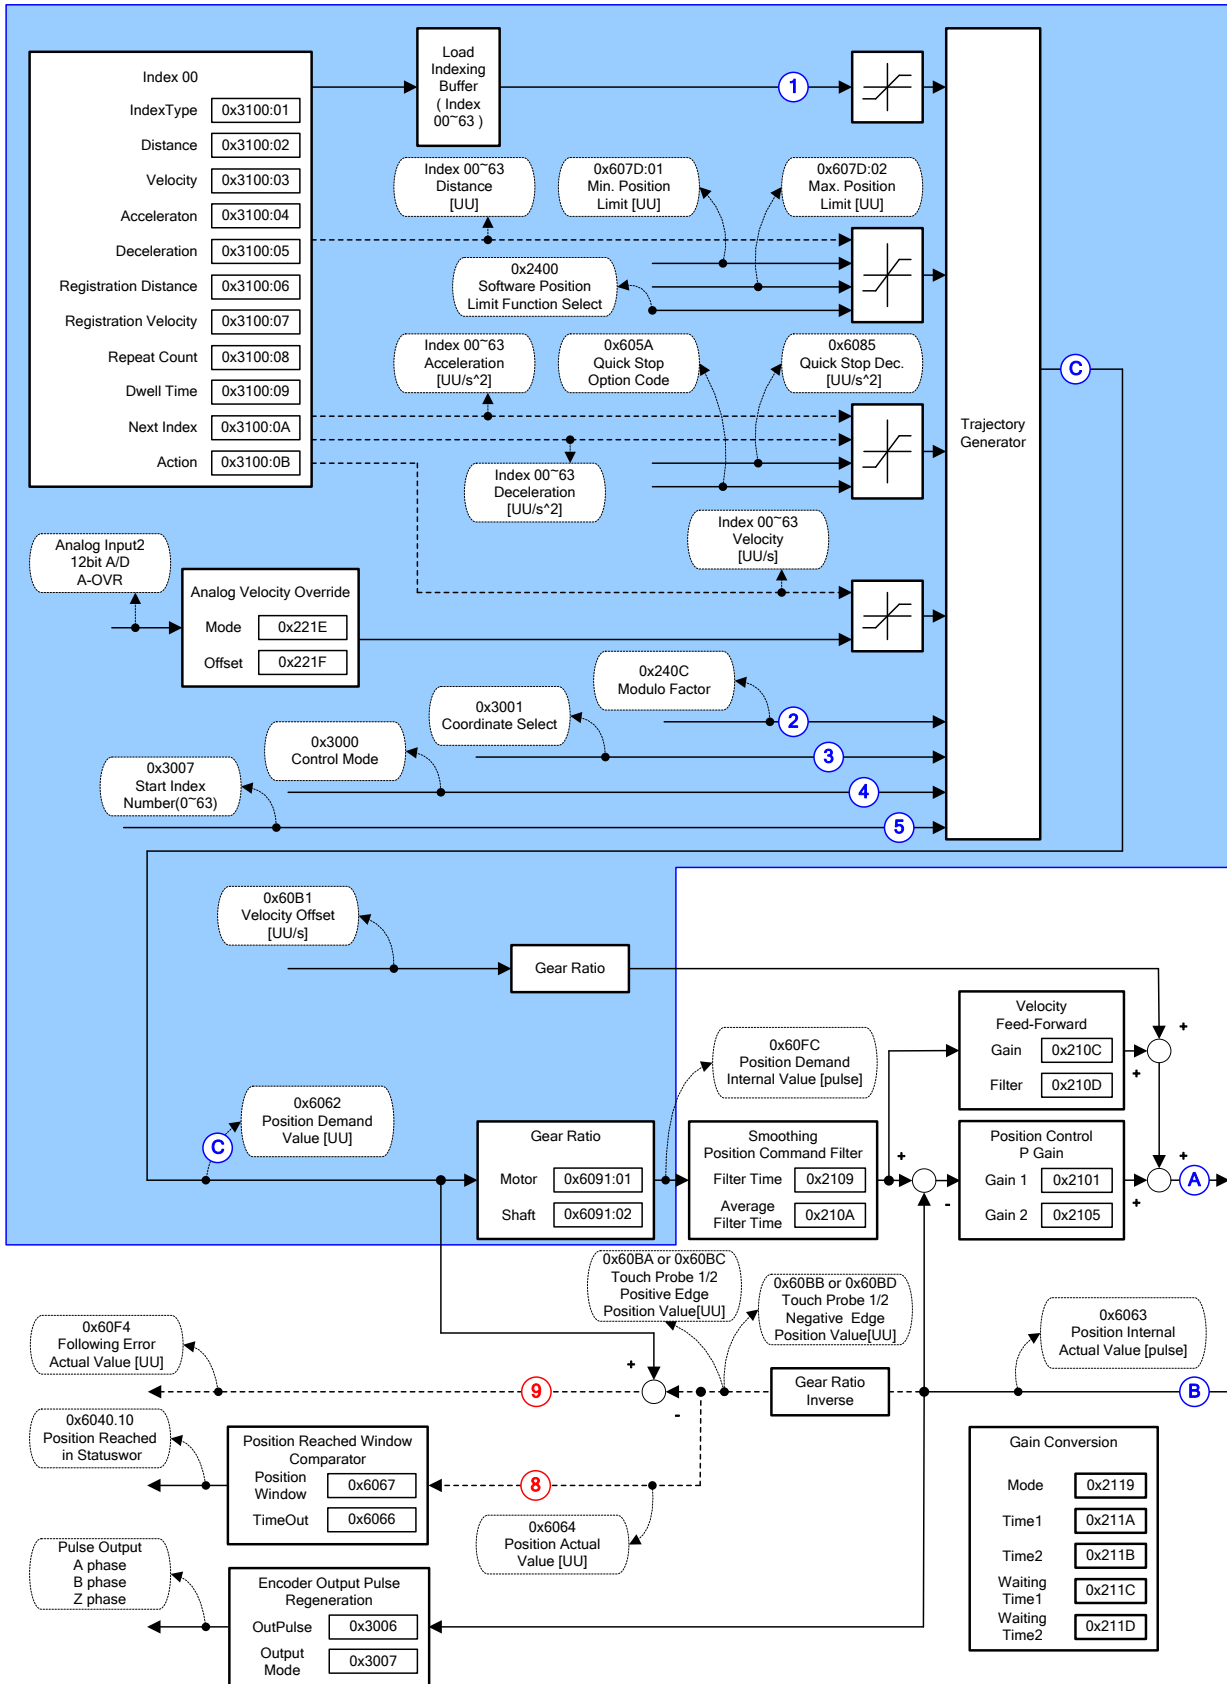 Index 00
IndexType
0x3100:01
Distance
0x3100:02
Velocity
0x3100:03
Acceleraton
0x3100:04
Deceleration
0x3100:05
Registration Distance
0x3100:06
Registration Velocity
0x3100:07
Repeat Count
0x3100:08
Dwell Time
0x3100:09
Next Index
0x3100:0A
Action
0x3100:0B
Load
Indexing
Buffer
( Index
00~63 )
1
Index 00~63
Distance
[UU]
0x607D:01
Min. Position
Limit [UU]
0x607D:02
Max. Position
Limit [UU]
0x2400
Software Position
Limit Function Select
Index 00~63
Acceleration
[UU/s^2]
0x605A
Quick Stop
Option Code
0x6085
Quick Stop Dec.
[UU/s^2]
Index 00~63
Deceleration
[UU/s^2]
Index 00~63
Velocity
[UU/s]
Trajectory
Generator
C
Analog Input2
12bit A/D
A-OVR
Analog Velocity Override
Mode
0x221E
Offset
0x221F
0x240C
Modulo Factor
2
0x3001
Coordinate Select
3
0x3000
Control Mode
4
0x3007
Start Index
Number(0~63)
5
0x60B1
Velocity Offset
[UU/s]
Gear Ratio
Velocity
Feed-Forward
Gain
0x210C
Filter
0x210D
+
+
0x60FC
Position Demand
Internal Value [pulse]
0x6062
Position Demand
Value [UU]
C
Gear Ratio
Motor
0x6091:01
Shaft
0x6091:02
Smoothing
Position Command Filter
Filter Time
0x2109
Average
Filter Time
0x210A
+
-
Position Control
P Gain
Gain 1
0x2101
Gain 2
0x2105
+
+
A
0x60BA or 0x60BC
Touch Probe 1/2
Positive Edge
Position Value[UU]
0x60BB or 0x60BD
Touch Probe 1/2
Negative  Edge
Position Value[UU]
0x6063
Position Internal
Actual Value [pulse]
0x60F4
Following Error
Actual Value [UU]
9
+
-
Gear Ratio
Inverse
B
0x6040.10
Position Reached
in Statuswor
Position Reached Window
Comparator
Position
Window
0x6067
TimeOut
0x6066
8
0x6064
Position Actual
Value [UU]
Pulse Output
A phase
B phase
Z phase
Encoder Output Pulse
Regeneration
OutPulse
0x3006
Output
Mode
0x3007
Gain Conversion
Mode
0x2119
Time1
0x211A
Time2
0x211B
Waiting
Time1
0x211C
Waiting
Time2
0x211D